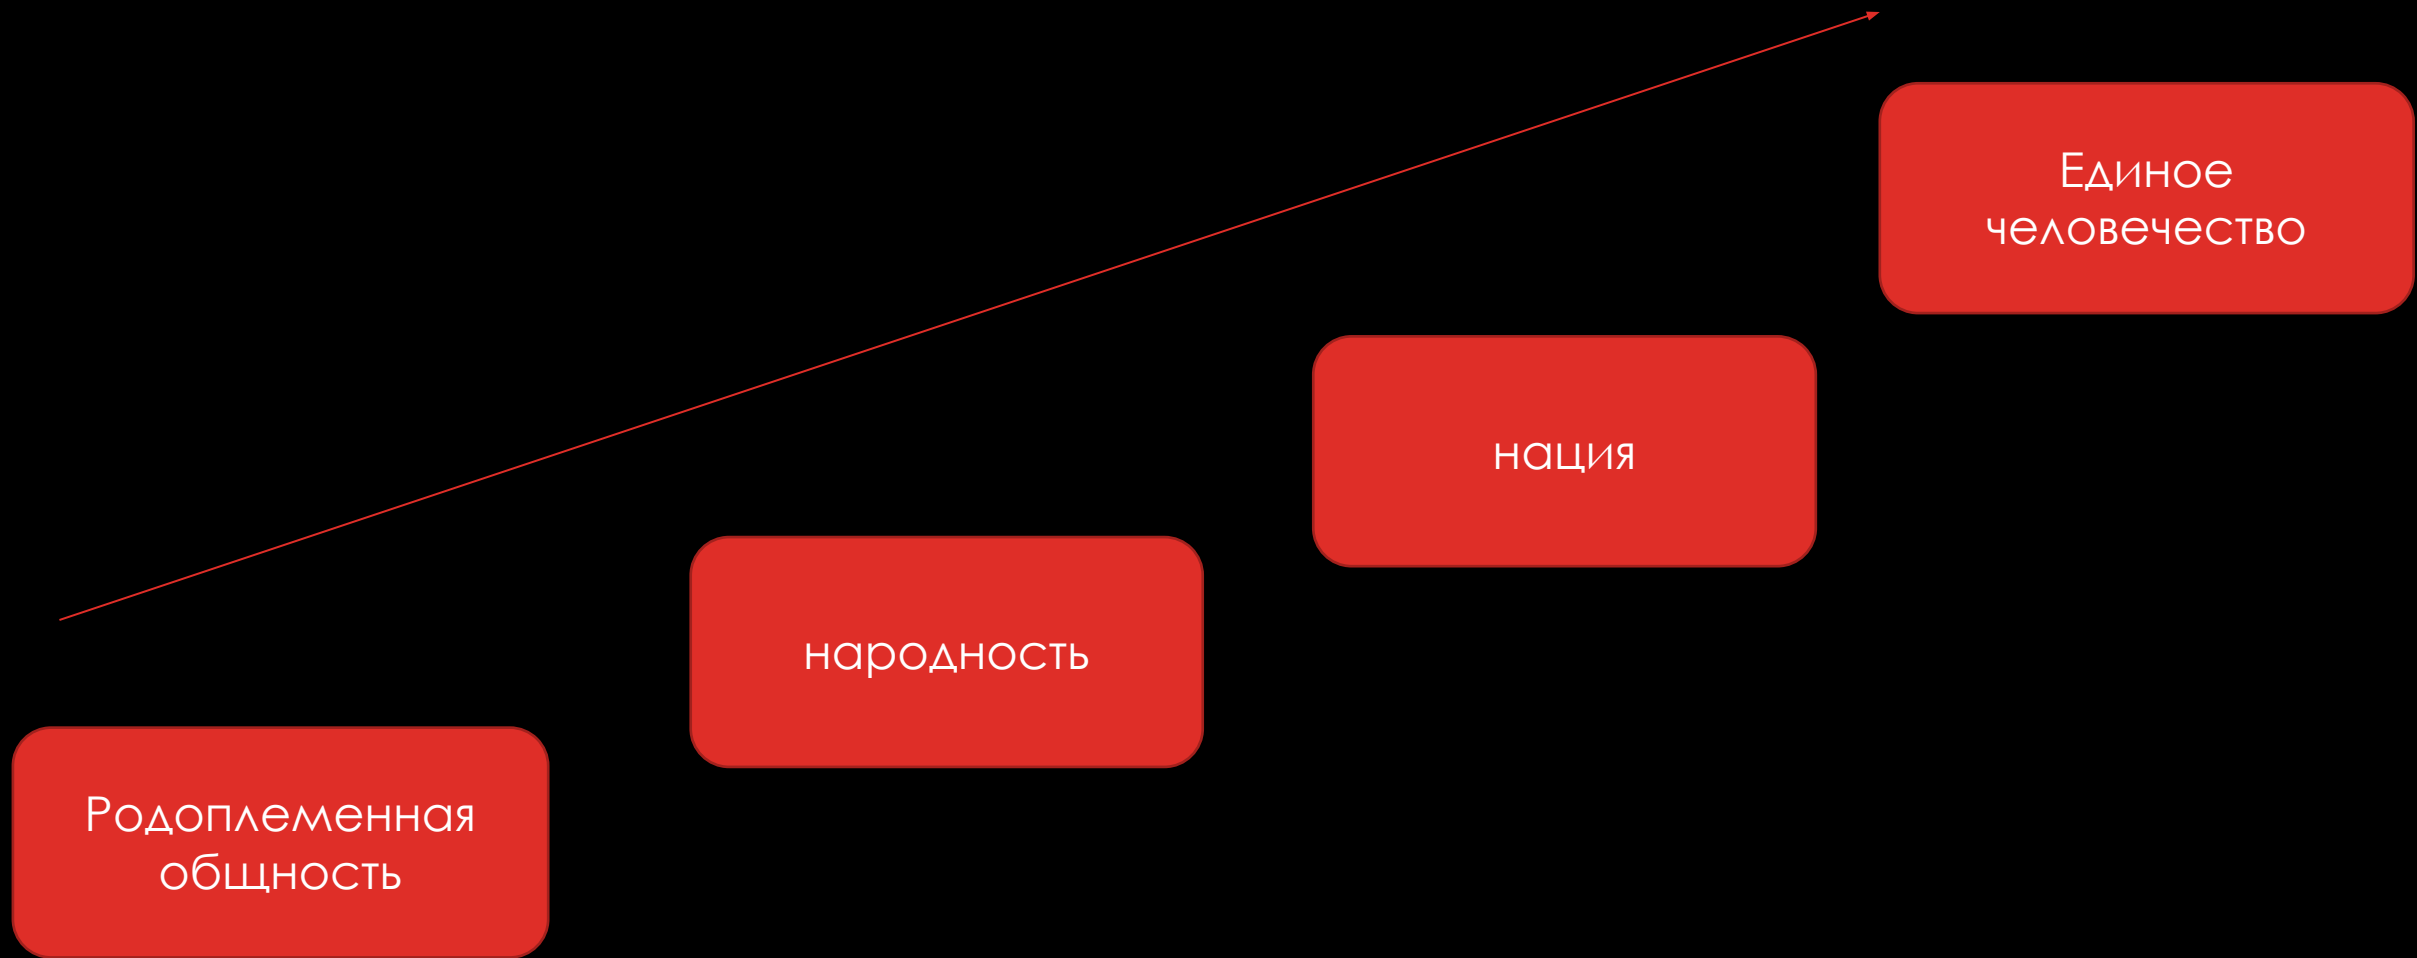 Единое
человечество
нация
народность
Родоплеменная
общность